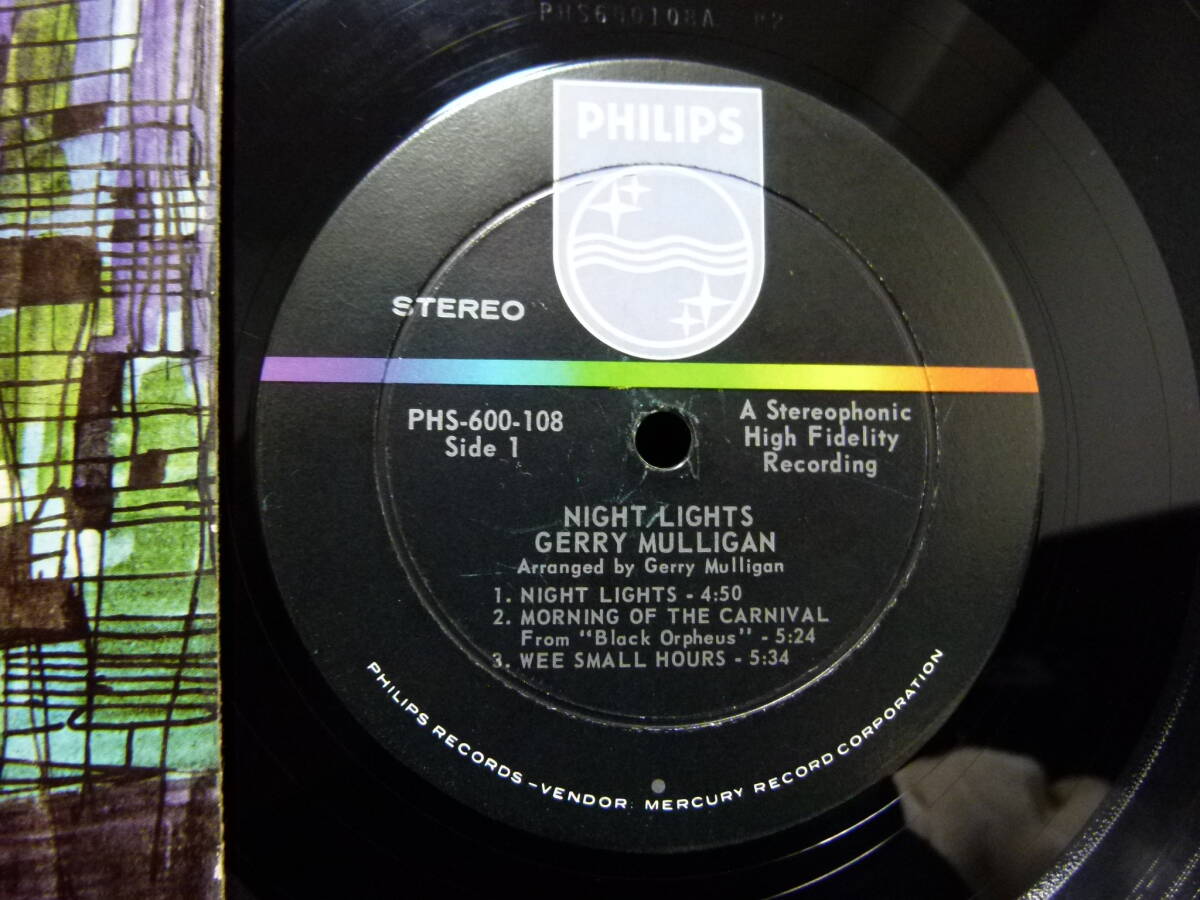 PHS600108A
PHILIPS
STEREO
PHS-600-108
Side 1
A Stereophonic
High Fidelity
Recording
NIGHT LIGHTS
GERRY MULLIGAN
Arranged by Gerry Mulligan
1. NIGHT LIGHTS - 4:50
2. MORNING OF THE CARNIVAL
From "Black Orpheus" - 5:24
3. WEE SMALL HOURS - 5:34
PHILIPS RECORDS – VENDOR: MERCURY RECORD CORPORATION